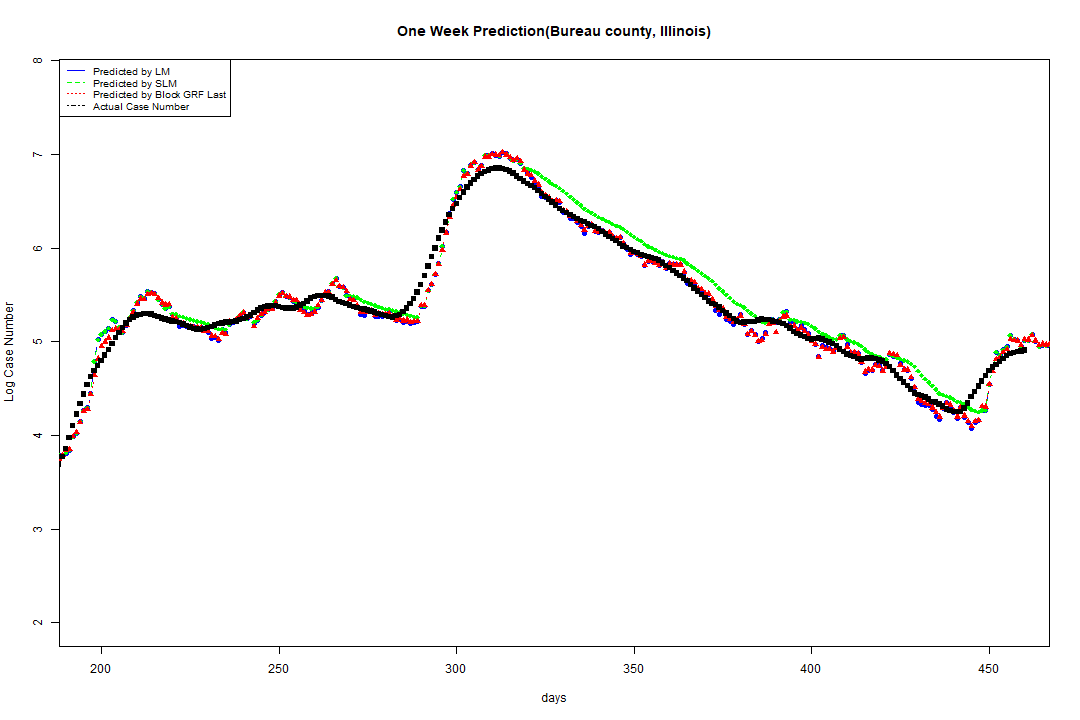 One Week Prediction(Bureau county, Illinois)
Predicted by LM
Predicted by SLM
Predicted by Block GRF Last
Actual Case Number
8
7
6
5
4
3
2
Log Case Number
200 250 300 350 400 450
days